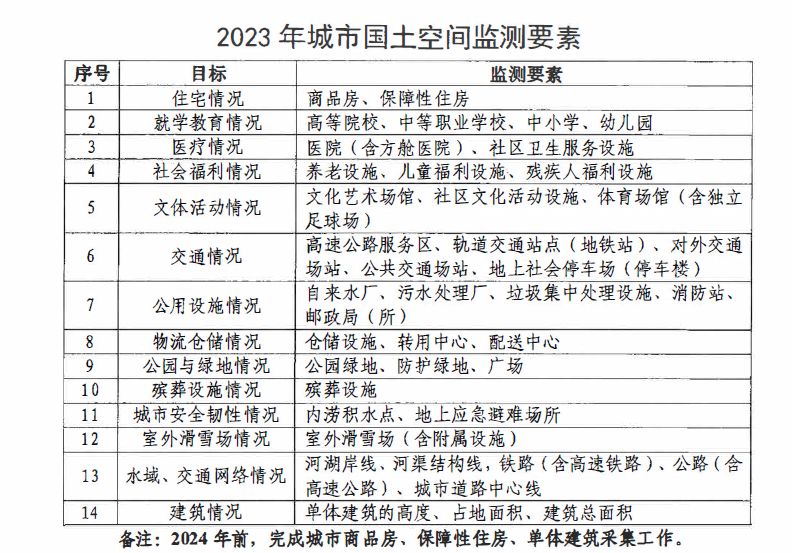 2023年城市国土空间监测要素
序号 目标 监测要素
1 住宅情况 商品房、保障性住房
2 就学教育情况 高等院校、中等职业学校、中小学、幼儿园
3 医疗情况 医院（含方舱医院）、社区卫生服务设施
4 社会福利情况 养老设施、儿童福利设施、残疾人福利设施
5 文体活动情况 文化艺术场馆、社区文化活动设施、体育场馆（含独立
足球场）
6 交通情况 高速公路服务区、轨道交通站点（地铁站）、对外交通
场站、公共交通场站、地上社会停车场（停车楼）
7 公用设施情况 自来水厂、污水处理厂、垃圾集中处理设施、消防站、
邮政局（所）
8 物流仓储情况 仓储设施、转用中心、配送中心
9 公园与绿地情况 公园绿地、防护绿地、广场
10 殡葬设施情况 殡葬设施
11 城市安全韧性情况 内涝积水点、地上应急避难场所
12 室外滑雪场情况 室外滑雪场（含附属设施）
13 水域、交通网络情况 河湖岸线、河渠结构线，铁路（含高速铁路）、公路（含
高速公路）、城市道路中心线
14 建筑情况 单体建筑的高度、占地面积、建筑总面积
备注：2024年前，完成城市商品房、保障性住房、单体建筑采集工作。